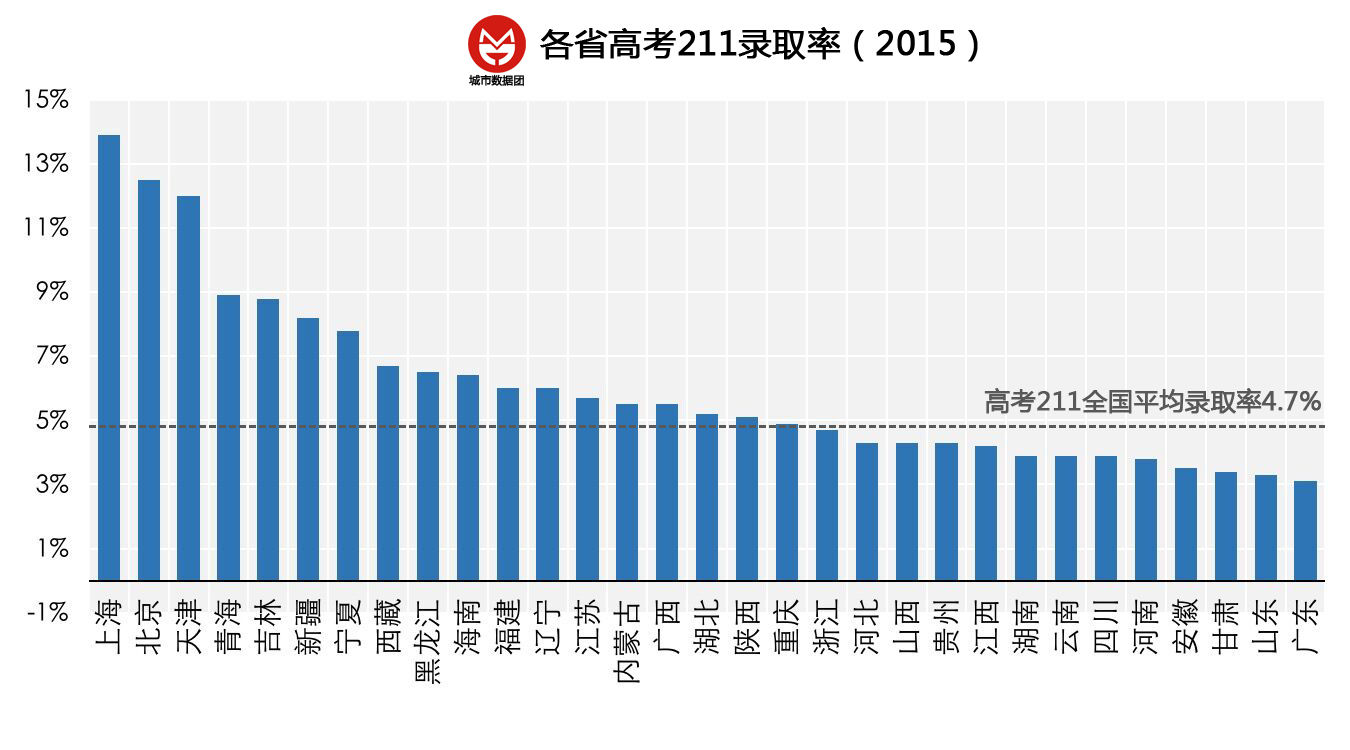 各省高考211录取率（2015）
城市数据团
15%
13%
11%
9%
7%
5%
3%
1%
-1%
高考211全国平均录取率4.7%
上海
北京
天津
青海
吉林
新疆
宁夏
西藏
黑龙江
海南
福建
辽宁
江苏
内蒙古
广西
湖北
陕西
重庆
浙江
河北
山西
贵州
江西
湖南
云南
四川
河南
安徽
甘肃
山东
广东